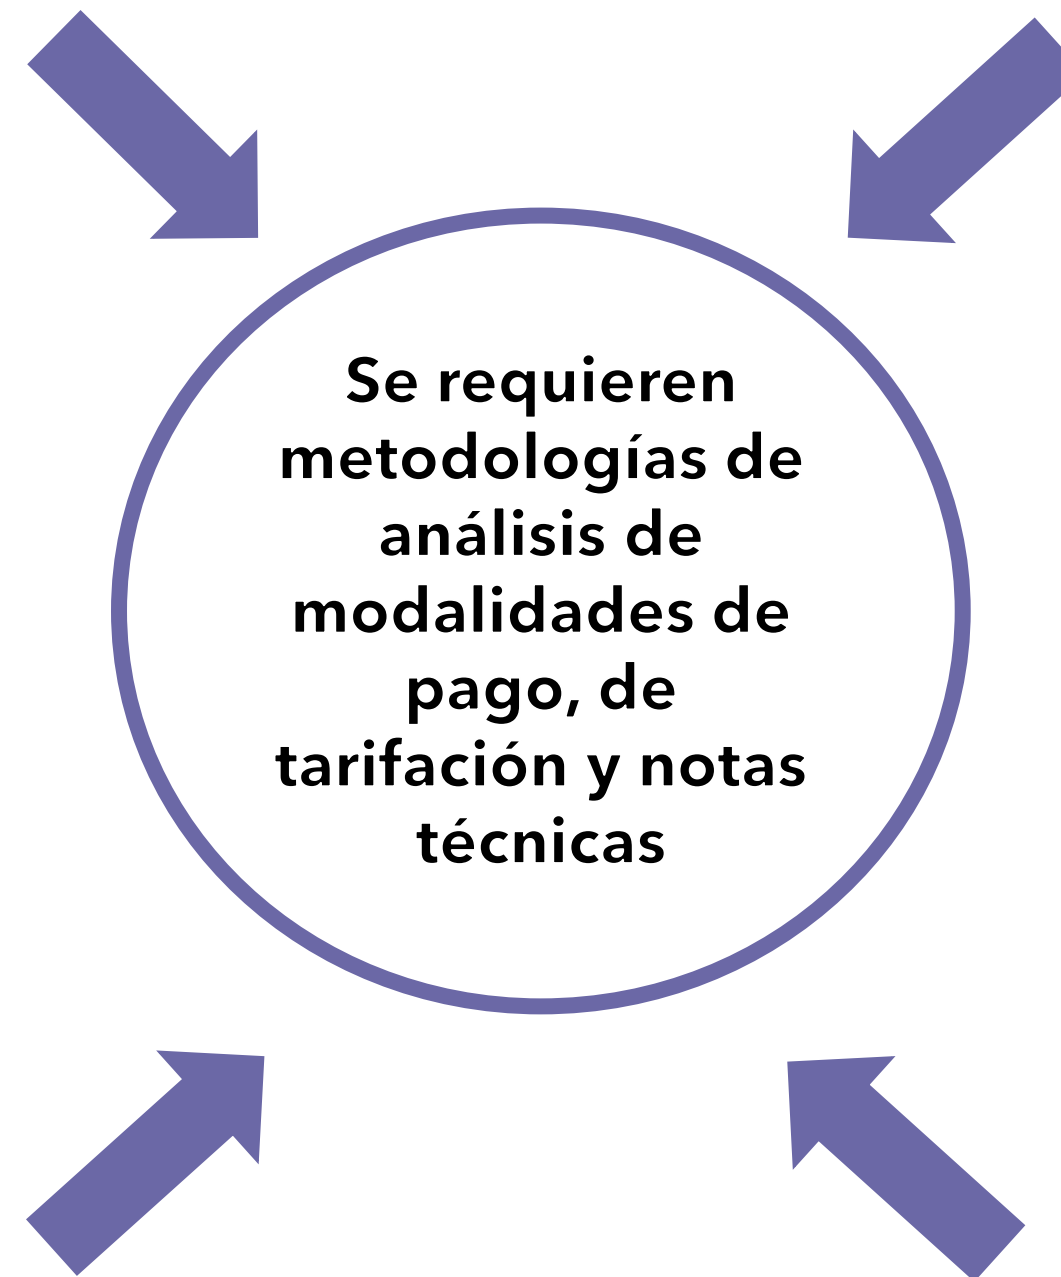 Se requieren
metodologías de
análisis de
modalidades de
pago, de
tarifación y notas
técnicas